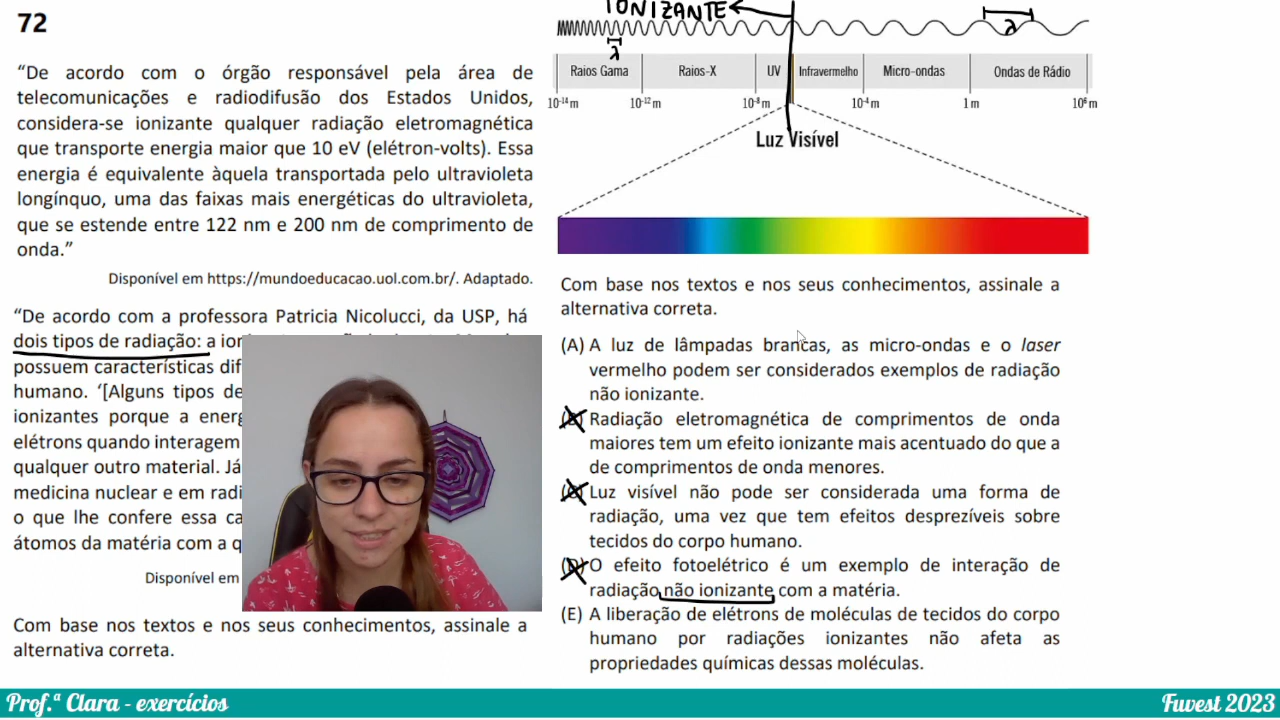 72
“De acordo com o órgão responsável pela área de
telecomunicações e radiodifusão dos Estados Unidos,
considera-se ionizante qualquer radiação eletromagnética
que transporte energia maior que 10 eV (elétron-volts). Essa
energia é equivalente àquela transportada pelo ultravioleta
longínquo, uma das faixas mais energéticas do ultravioleta,
que se estende entre 122 nm e 200 nm de comprimento de
onda.”
Disponível em https://mundoeducacao.uol.com.br/. Adaptado.
“De acordo com a professora Patricia Nicolucci, da USP, há
dois tipos de radiação: a
possuem características
humano. ‘[Alguns tipos de
ionizantes porque a
elétrons quando interagem
qualquer outro material. Já
medicina nuclear e em
o que lhe confere essa
átomos da matéria com a
Disponível em
Com base nos textos e nos seus conhecimentos, assinale a
alternativa correta.
IONIZANTE
λ λ
Raios Gama Raios-X UV Infravermelho Micro-ondas Ondas de Rádio
10⁻¹⁴m 10⁻¹² m 10⁻⁸ m 10⁻⁴ m 1 m 10⁶ m
Luz Visível
Com base nos textos e nos seus conhecimentos, assinale a
alternativa correta.
(A) A luz de lâmpadas brancas, as micro-ondas e o laser
vermelho podem ser considerados exemplos de radiação
não ionizante.
(B) Radiação eletromagnética de comprimentos de onda
maiores tem um efeito ionizante mais acentuado do que a
de comprimentos de onda menores.
(C) Luz visível não pode ser considerada uma forma de
radiação, uma vez que tem efeitos desprezíveis sobre
tecidos do corpo humano.
(D) O efeito fotoelétrico é um exemplo de interação de
radiação não ionizante com a matéria.
(E) A liberação de elétrons de moléculas de tecidos do corpo
humano por radiações ionizantes não afeta as
propriedades químicas dessas moléculas.
Prof.ª Clara - exercícios
Fuvest 2023